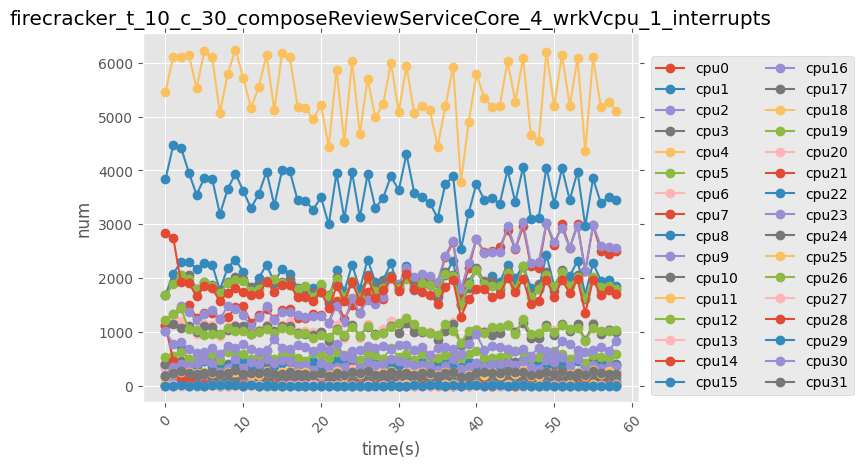 firecracker_t_10_c_30_composeReviewServiceCore_4_wrkVcpu_1_interrupts
num
6000
5000
4000
3000
2000
1000
0
0
10
20
30
40
50
60
time(s)
cpu0
cpu1
cpu2
cpu3
cpu4
cpu5
cpu6
cpu7
cpu8
cpu9
cpu10
cpu11
cpu12
cpu13
cpu14
cpu15
cpu16
cpu17
cpu18
cpu19
cpu20
cpu21
cpu22
cpu23
cpu24
cpu25
cpu26
cpu27
cpu28
cpu29
cpu30
cpu31